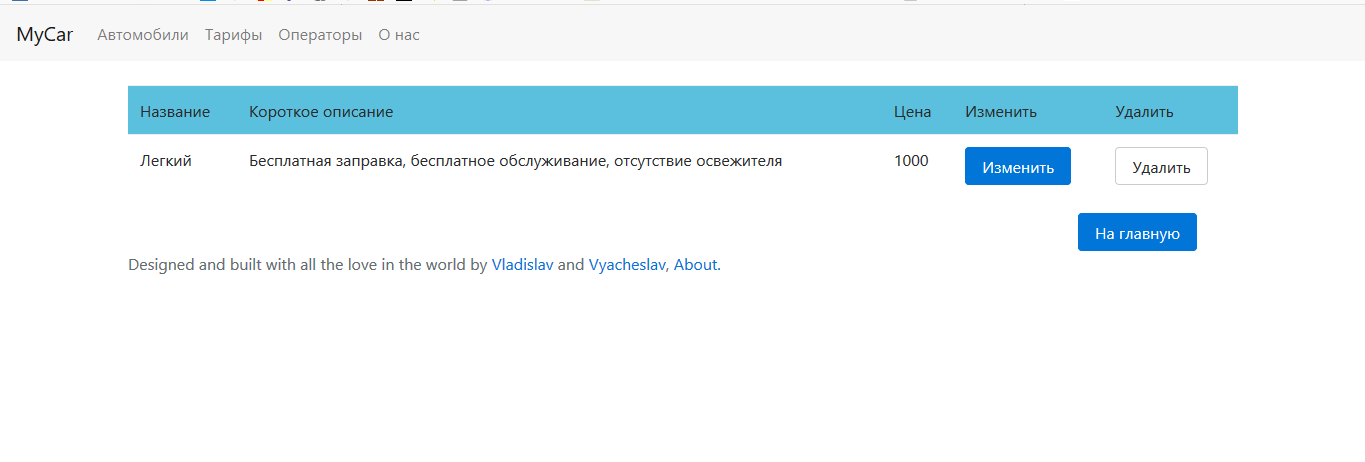 MyCar Автомобили Тарифы Операторы О нас
Название Короткое описание Цена Изменить Удалить
Легкий Бесплатная заправка, бесплатное обслуживание, отсутствие освежителя 1000 Изменить Удалить
На главную
Designed and built with all the love in the world by Vladislav and Vyacheslav, About.